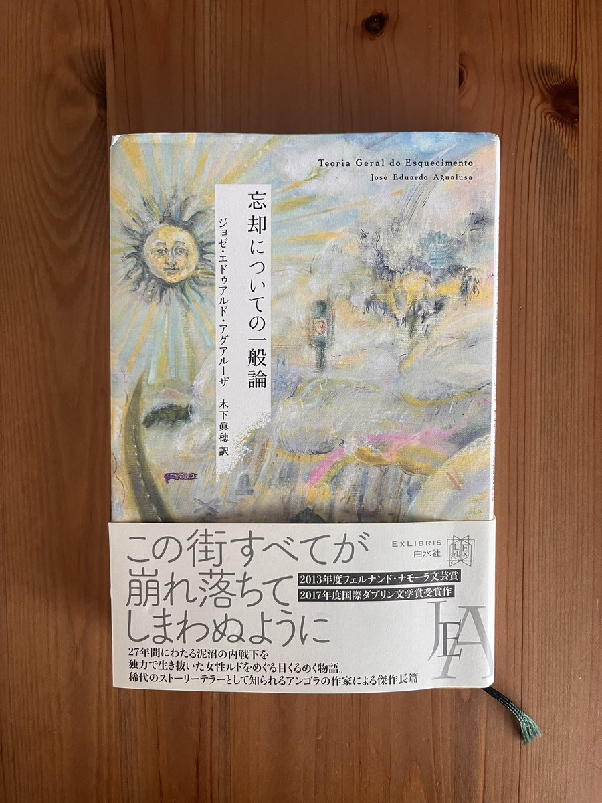 Teoria Geral do Esquecimento
José Eduardo Agualusa
忘却についての一般論
ジョゼ・エドゥアルド・アグアルーザ 木下眞穂 訳
この街すべてが
崩れ落ちて
しまわぬように
EXLIBRIS
白水社
2013年度フェルナンド・ナモーラ文芸賞
2017年度国際ダブリン文学賞受賞作
27年間にわたる泥沼の内戦下を
独力で生き抜いた女性ルドをめぐる目くるめく物語。
稀代のストーリーテラーとして知られるアンゴラの作家による傑作長篇
JEA